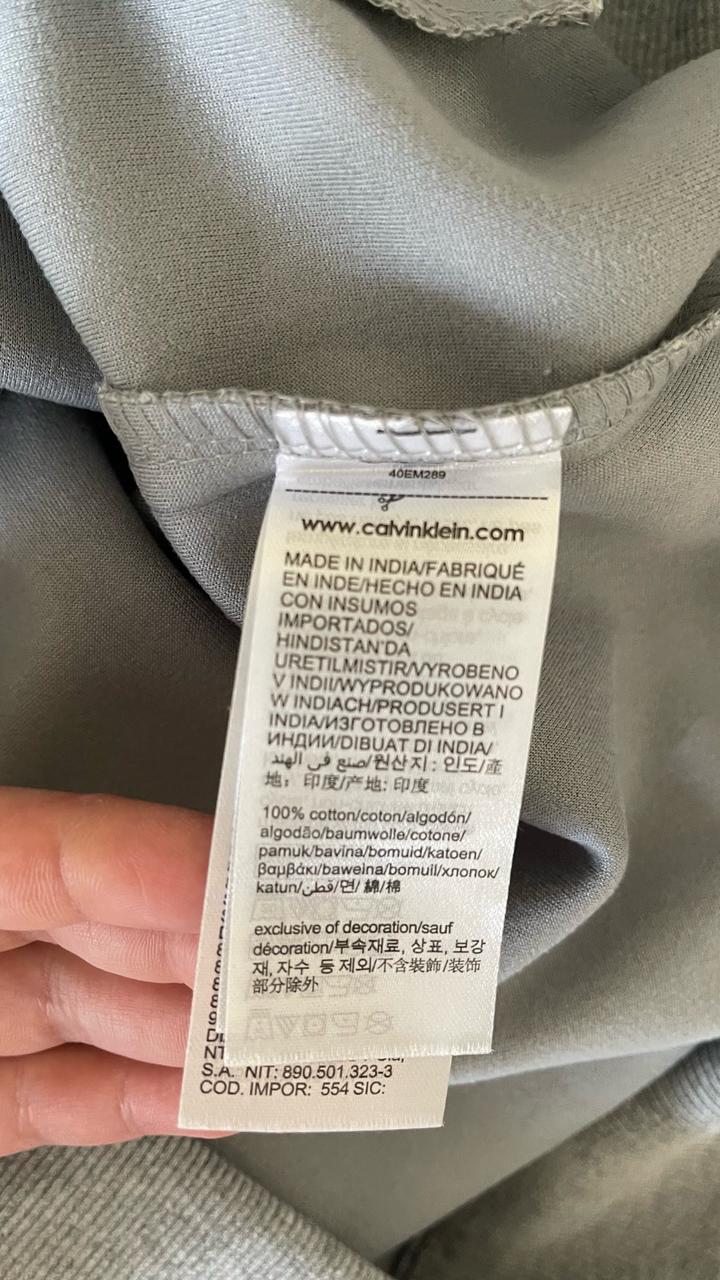 40EM289
www.calvinklein.com
MADE IN INDIA/FABRIQUÉ
EN INDE/HECHO EN INDIA
CON INSUMOS
IMPORTADOS/
HINDISTAN'DA
URETILMISTIR/VYROBENO
V INDII/WYPRODUKOWANO
W INDIACH/PRODUSERT I
INDIA/ИЗГОТОВЛЕНО В
ИНДИИ/DIBUAT DI INDIA/
صنع في الهند/원산지: 인도/產
地: 印度/产地: 印度
100% cotton/coton/algodón/
algodão/baumwolle/cotone/
pamuk/bavlna/bomuld/katoen/
βαμβάκι/bawełna/bomull/хлопок/
katun/قطن/면/ 綿/棉
exclusive of decoration/sauf
décoration/부속재료, 상표, 보강
재, 자수 등 제외/不含裝飾/装饰
部分除外
S.A. NIT: 890.501.323-3
COD. IMPOR: 554 SIC: